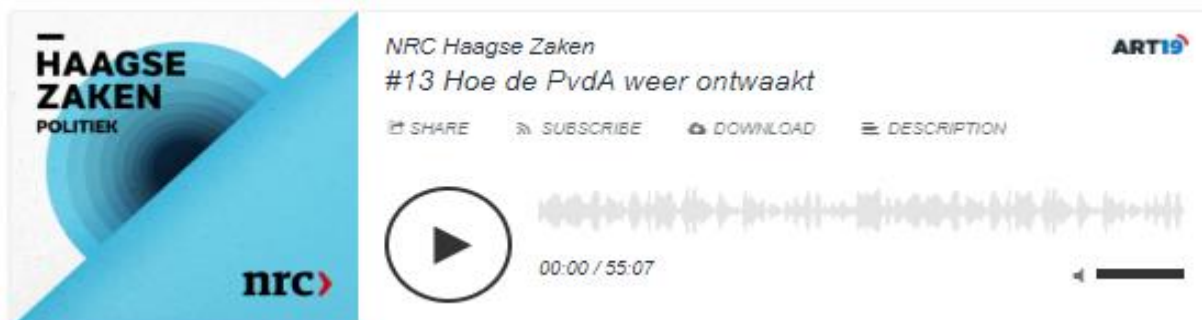 HAAGSE
ZAKEN
POLITIEK
nrc>
NRC Haagse Zaken
ART19
#13 Hoe de PvdA weer ontwaakt
SHARE SUBSCRIBE DOWNLOAD DESCRIPTION
00:00 / 55:07